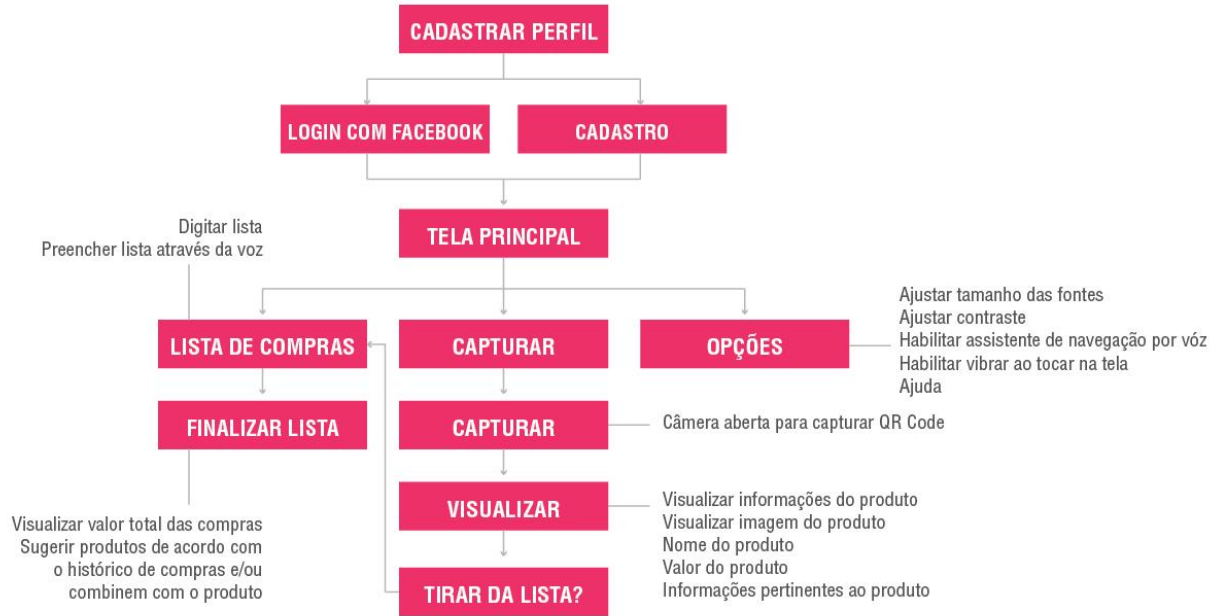 CADASTRAR PERFIL
LOGIN COM FACEBOOK
CADASTRO
Digitar lista
Preencher lista através da voz
TELA PRINCIPAL
LISTA DE COMPRAS
CAPTURAR
OPÇÕES
Ajustar tamanho das fontes
Ajustar contraste
Habilitar assistente de navegação por vóz
Habilitar vibrar ao tocar na tela
Ajuda
FINALIZAR LISTA
CAPTURAR
Câmera aberta para capturar QR Code
Visualizar valor total das compras
Sugerir produtos de acordo com
o histórico de compras e/ou
combinem com o produto
VISUALIZAR
Visualizar informações do produto
Visualizar imagem do produto
Nome do produto
Valor do produto
Informações pertinentes ao produto
TIRAR DA LISTA?